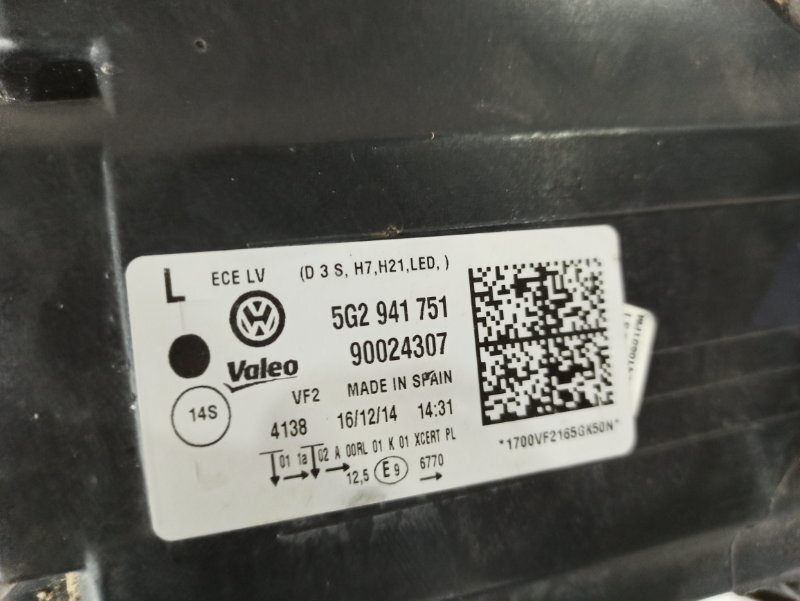 L ECE LV (D 3 S, H7,H21,LED, )
5G2 941 751
90024307
Valeo
VF2 MADE IN SPAIN
14S
4138 16/12/14 14:31
01 1a 02 A 00RL 01 K 01 XCERT PL
12,5 E9 6770
*1700VF2165GK50N*